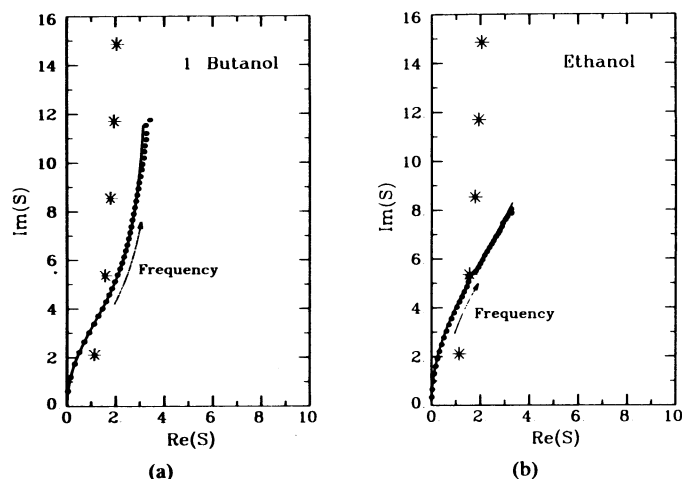 1 Butanol
Im(S)
16
14
12
10
8
6
4
2
0
Frequency
0 2 4 6 8 10
Re(S)
(a)
Ethanol
Im(S)
16
14
12
10
8
6
4
2
0
Frequency
0 2 4 6 8 10
Re(S)
(b)